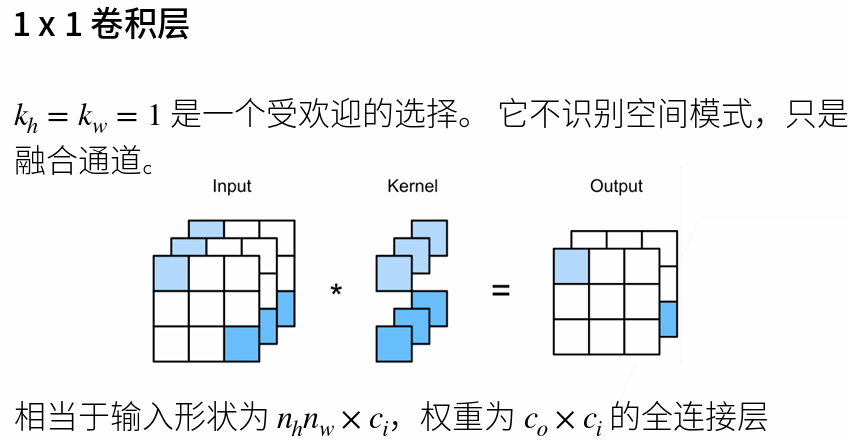 1 x 1 卷积层
k_h = k_w = 1 是一个受欢迎的选择。 它不识别空间模式，只是
融合通道。
Input Kernel Output
* =
相当于输入形状为 n_h n_w × c_i，权重为 c_o × c_i 的全连接层